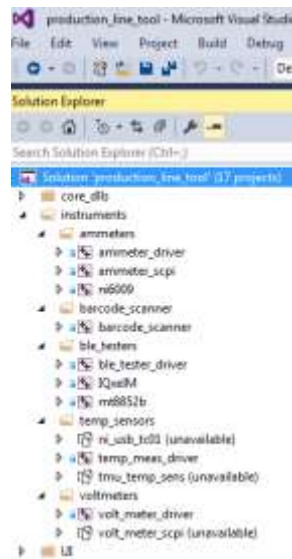 production_line_tool - Microsoft Visual Studio
File Edit View Project Build Debug
De
Solution Explorer
Search Solution Explorer (Ctrl+;)
Solution 'production_line_tool' (17 projects)
core_dlls
instruments
ammeters
ammeter_driver
ammeter_scpi
ni6009
barcode_scanner
barcode_scanner
ble_testers
ble_tester_driver
IQxelM
mt8852b
temp_sensors
ni_usb_tc01 (unavailable)
temp_meas_driver
tmu_temp_sens (unavailable)
voltmeters
volt_meter_driver
volt_meter_scpi (unavailable)
UI